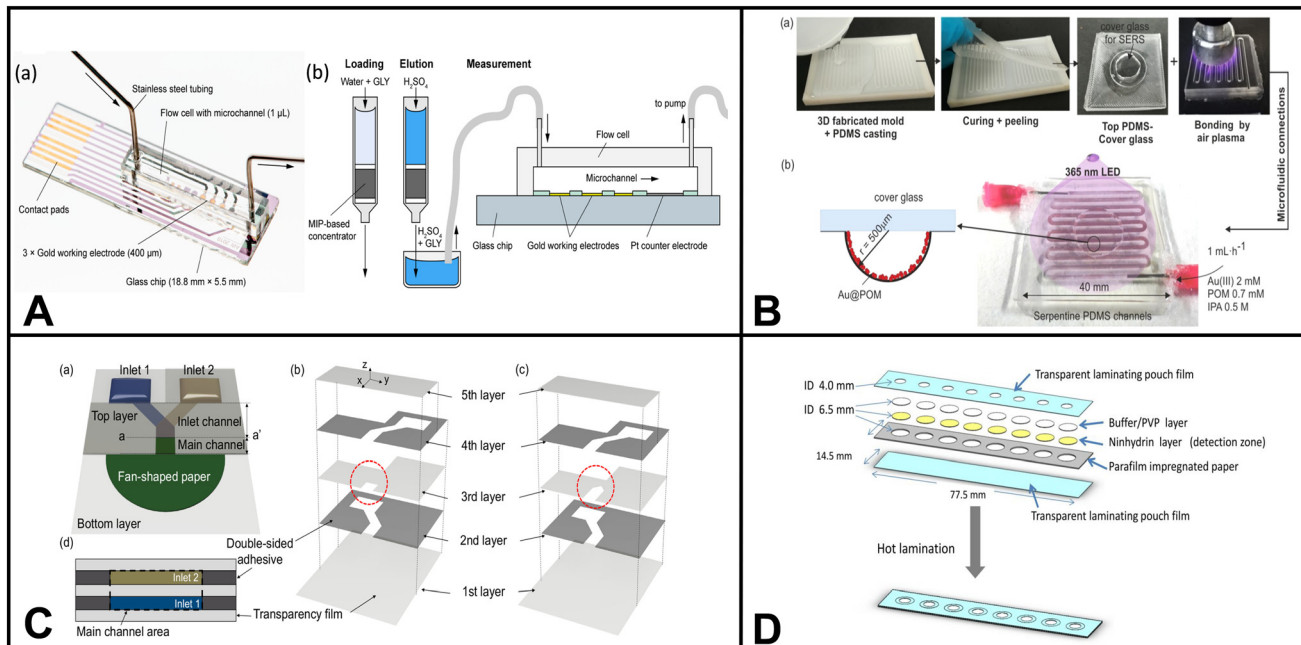 A
(a)
Stainless steel tubing
Flow cell with microchannel (1 µL)
Contact pads
3 × Gold working electrode (400 µm)
Glass chip (18.8 mm × 5.5 mm)
(b)
Loading
Water + GLY
Elution
H₂SO₄
Measurement
MIP-based
concentrator
H₂SO₄
+ GLY
to pump
Flow cell
Microchannel
Glass chip
Gold working electrodes
Pt counter electrode
B
(a)
3D fabricated mold
+ PDMS casting
Curing + peeling
cover glass
for SERS
Top PDMS-
Cover glass
+
Bonding by
air plasma
Microfluidic connections
(b)
cover glass
r = 500µm
Au@POM
365 nm LED
40 mm
Serpentine PDMS channels
1 mL·h⁻¹
Au(III) 2 mM
POM 0.7 mM
IPA 0.5 M
C
(a)
Inlet 1
Inlet 2
Top layer
Inlet channel
a
a'
Main channel
Fan-shaped paper
Bottom layer
(b)
z
x
y
(c)
5th layer
4th layer
3rd layer
2nd layer
1st layer
Double-sided
adhesive
Transparency film
(d)
Inlet 2
Inlet 1
Main channel area
D
ID 4.0 mm
ID 6.5 mm
14.5 mm
77.5 mm
Transparent laminating pouch film
Buffer/PVP layer
Ninhydrin layer (detection zone)
Parafilm impregnated paper
Transparent laminating pouch film
Hot lamination